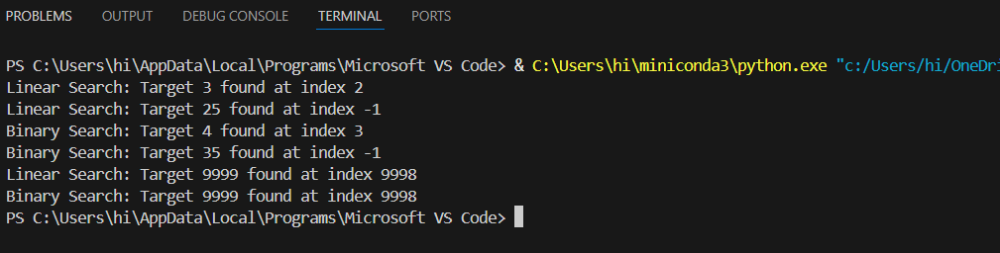 PROBLEMS OUTPUT DEBUG CONSOLE TERMINAL PORTS
PS C:\Users\hi\AppData\Local\Programs\Microsoft VS Code> & C:\Users\hi\miniconda3\python.exe "c:/Users/hi/OneDri
Linear Search: Target 3 found at index 2
Linear Search: Target 25 found at index -1
Binary Search: Target 4 found at index 3
Binary Search: Target 35 found at index -1
Linear Search: Target 9999 found at index 9998
Binary Search: Target 9999 found at index 9998
PS C:\Users\hi\AppData\Local\Programs\Microsoft VS Code>